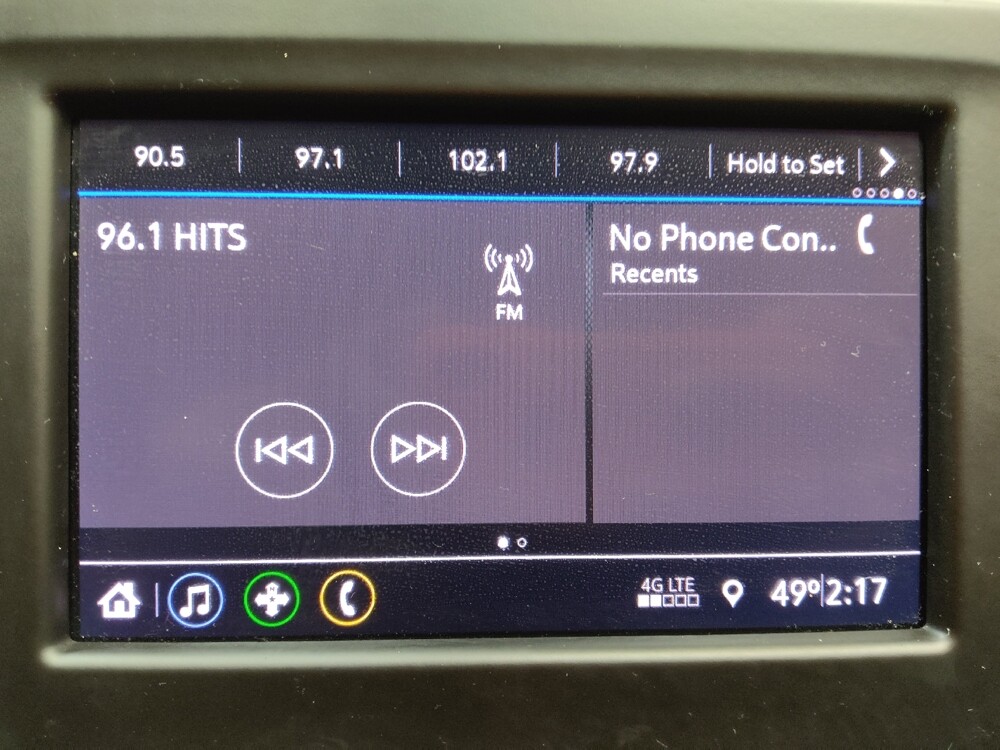 90.5 97.1 102.1 97.9 Hold to Set
96.1 HITS
FM
No Phone Con..
Recents
4G LTE
49° 2:17